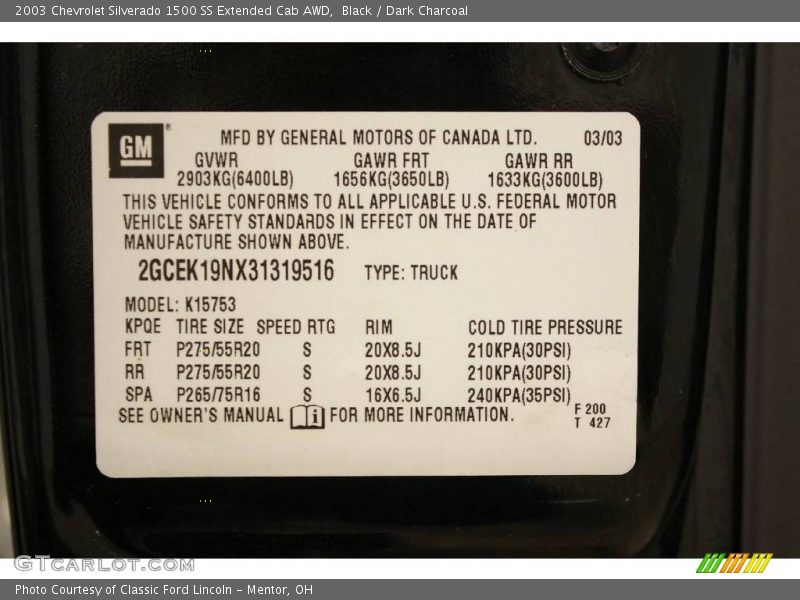 2003 Chevrolet Silverado 1500 SS Extended Cab AWD,  Black / Dark Charcoal
GM ® MFD BY GENERAL MOTORS OF CANADA LTD. 03/03
GVWR GAWR FRT GAWR RR
2903KG(6400LB) 1656KG(3650LB) 1633KG(3600LB)
THIS VEHICLE CONFORMS TO ALL APPLICABLE U.S. FEDERAL MOTOR
VEHICLE SAFETY STANDARDS IN EFFECT ON THE DATE OF
MANUFACTURE SHOWN ABOVE.
2GCEK19NX31319516 TYPE: TRUCK
MODEL: K15753
KPQE TIRE SIZE SPEED RTG RIM COLD TIRE PRESSURE
FRT P275/55R20 S 20X8.5J 210KPA(30PSI)
RR P275/55R20 S 20X8.5J 210KPA(30PSI)
SPA P265/75R16 S 16X6.5J 240KPA(35PSI)
SEE OWNER'S MANUAL i FOR MORE INFORMATION.
F 200
T 427
GTCARLOT.COM
Photo Courtesy of Classic Ford Lincoln - Mentor, OH